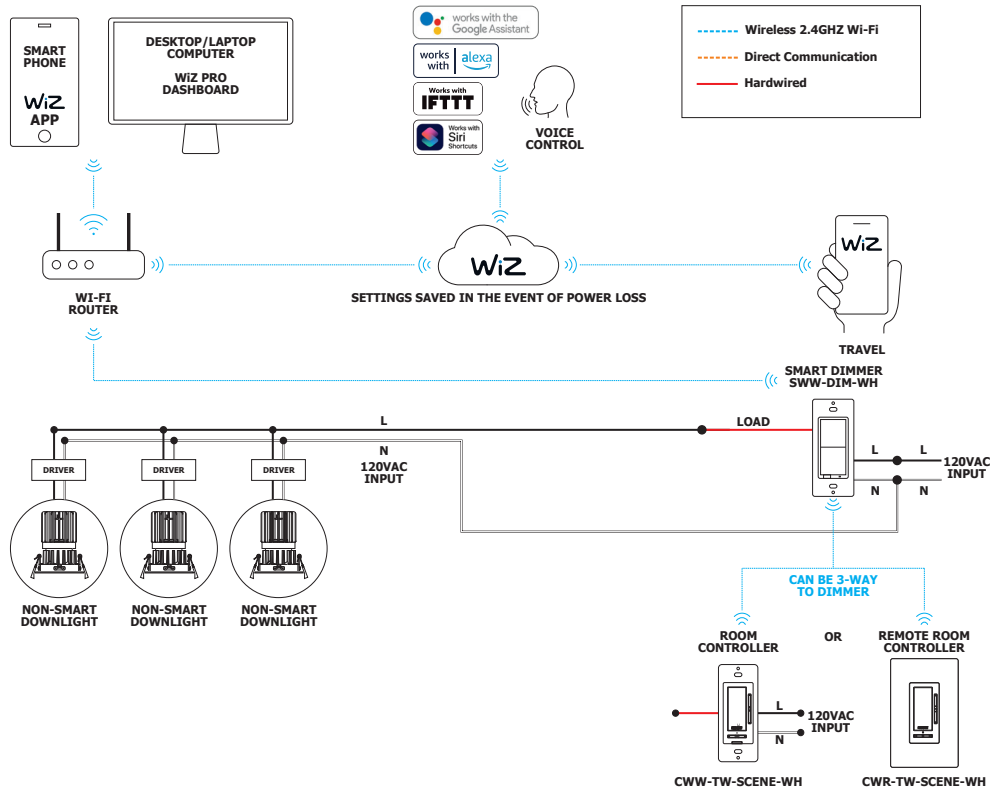 SMART
PHONE
WiZ
APP
DESKTOP/LAPTOP
COMPUTER
WiZ PRO
DASHBOARD
works with the
Google Assistant
works
with
alexa
Works with
IFTTT
Works with
Siri
Shortcuts
VOICE
CONTROL
Wireless 2.4GHZ Wi-Fi
Direct Communication
Hardwired
WI-FI
ROUTER
WiZ
SETTINGS SAVED IN THE EVENT OF POWER LOSS
WiZ
TRAVEL
SMART DIMMER
SWW-DIM-WH
L
N
120VAC
INPUT
LOAD
L
L
120VAC
INPUT
N
N
DRIVER
DRIVER
DRIVER
NON-SMART
DOWNLIGHT
NON-SMART
DOWNLIGHT
NON-SMART
DOWNLIGHT
CAN BE 3-WAY
TO DIMMER
ROOM
CONTROLLER
OR
REMOTE ROOM
CONTROLLER
L
120VAC
INPUT
N
CWW-TW-SCENE-WH
CWR-TW-SCENE-WH